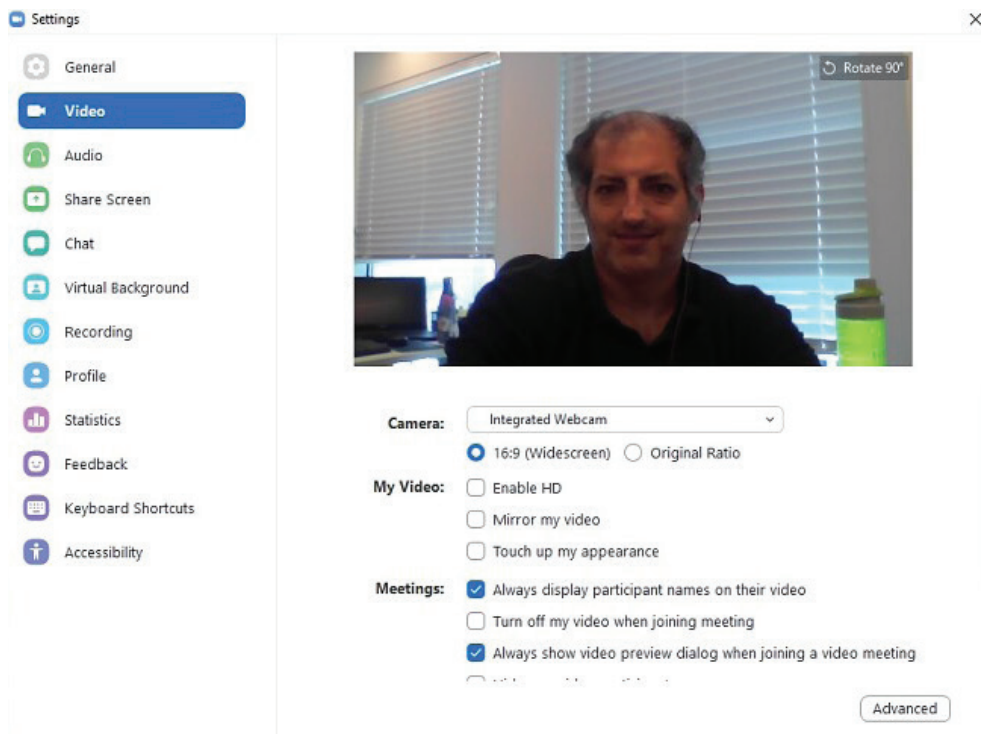 Settings
General
Video
Audio
Share Screen
Chat
Virtual Background
Recording
Profile
Statistics
Feedback
Keyboard Shortcuts
Accessibility
Rotate 90°
Camera: Integrated Webcam
16:9 (Widescreen) Original Ratio
My Video: Enable HD
Mirror my video
Touch up my appearance
Meetings: Always display participant names on their video
Turn off my video when joining meeting
Always show video preview dialog when joining a video meeting
Advanced